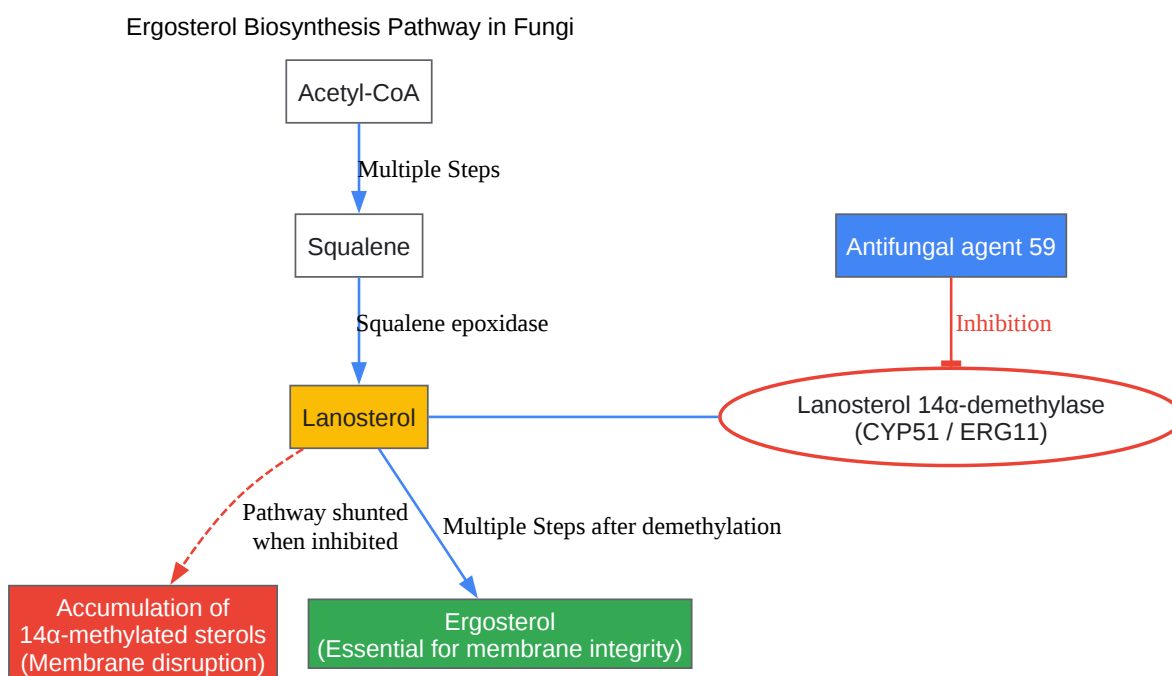 Ergosterol Biosynthesis Pathway in Fungi
Acetyl-CoA
Multiple Steps
Squalene
Antifungal agent 59
Squalene epoxidase
Inhibition
Lanosterol
Lanosterol 14α-demethylase
(CYP51 / ERG11)
Pathway shunted
when inhibited
Multiple Steps after demethylation
Accumulation of
14α-methylated sterols
(Membrane disruption)
Ergosterol
(Essential for membrane integrity)